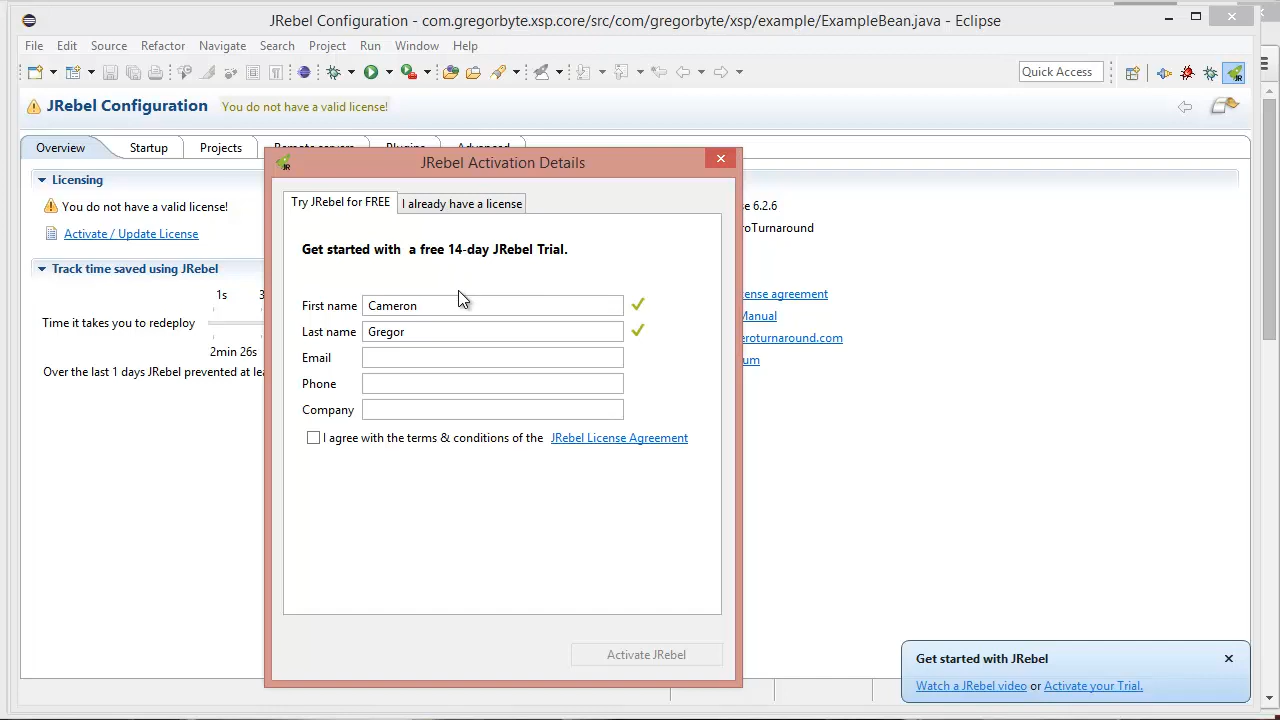 JRebel Configuration - com.gregorbyte.xsp.core/src/com/gregorbyte/xsp/example/ExampleBean.java - Eclipse
File Edit Source Refactor Navigate Search Project Run Window Help
Quick Access
JRebel Configuration You do not have a valid license!
Overview Startup Projects
Licensing
You do not have a valid license!
Activate / Update License
Track time saved using JRebel
1s
Time it takes you to redeploy
2min 26s
Over the last 1 days JRebel prevented at
JRebel Activation Details
Try JRebel for FREE I already have a license
Get started with a free 14-day JRebel Trial.
First name Cameron
Last name Gregor
Email
Phone
Company
I agree with the terms & conditions of the JRebel License Agreement
Activate JRebel
6.2.6
agreement
Manual
Get started with JRebel
Watch a JRebel video or Activate your Trial.